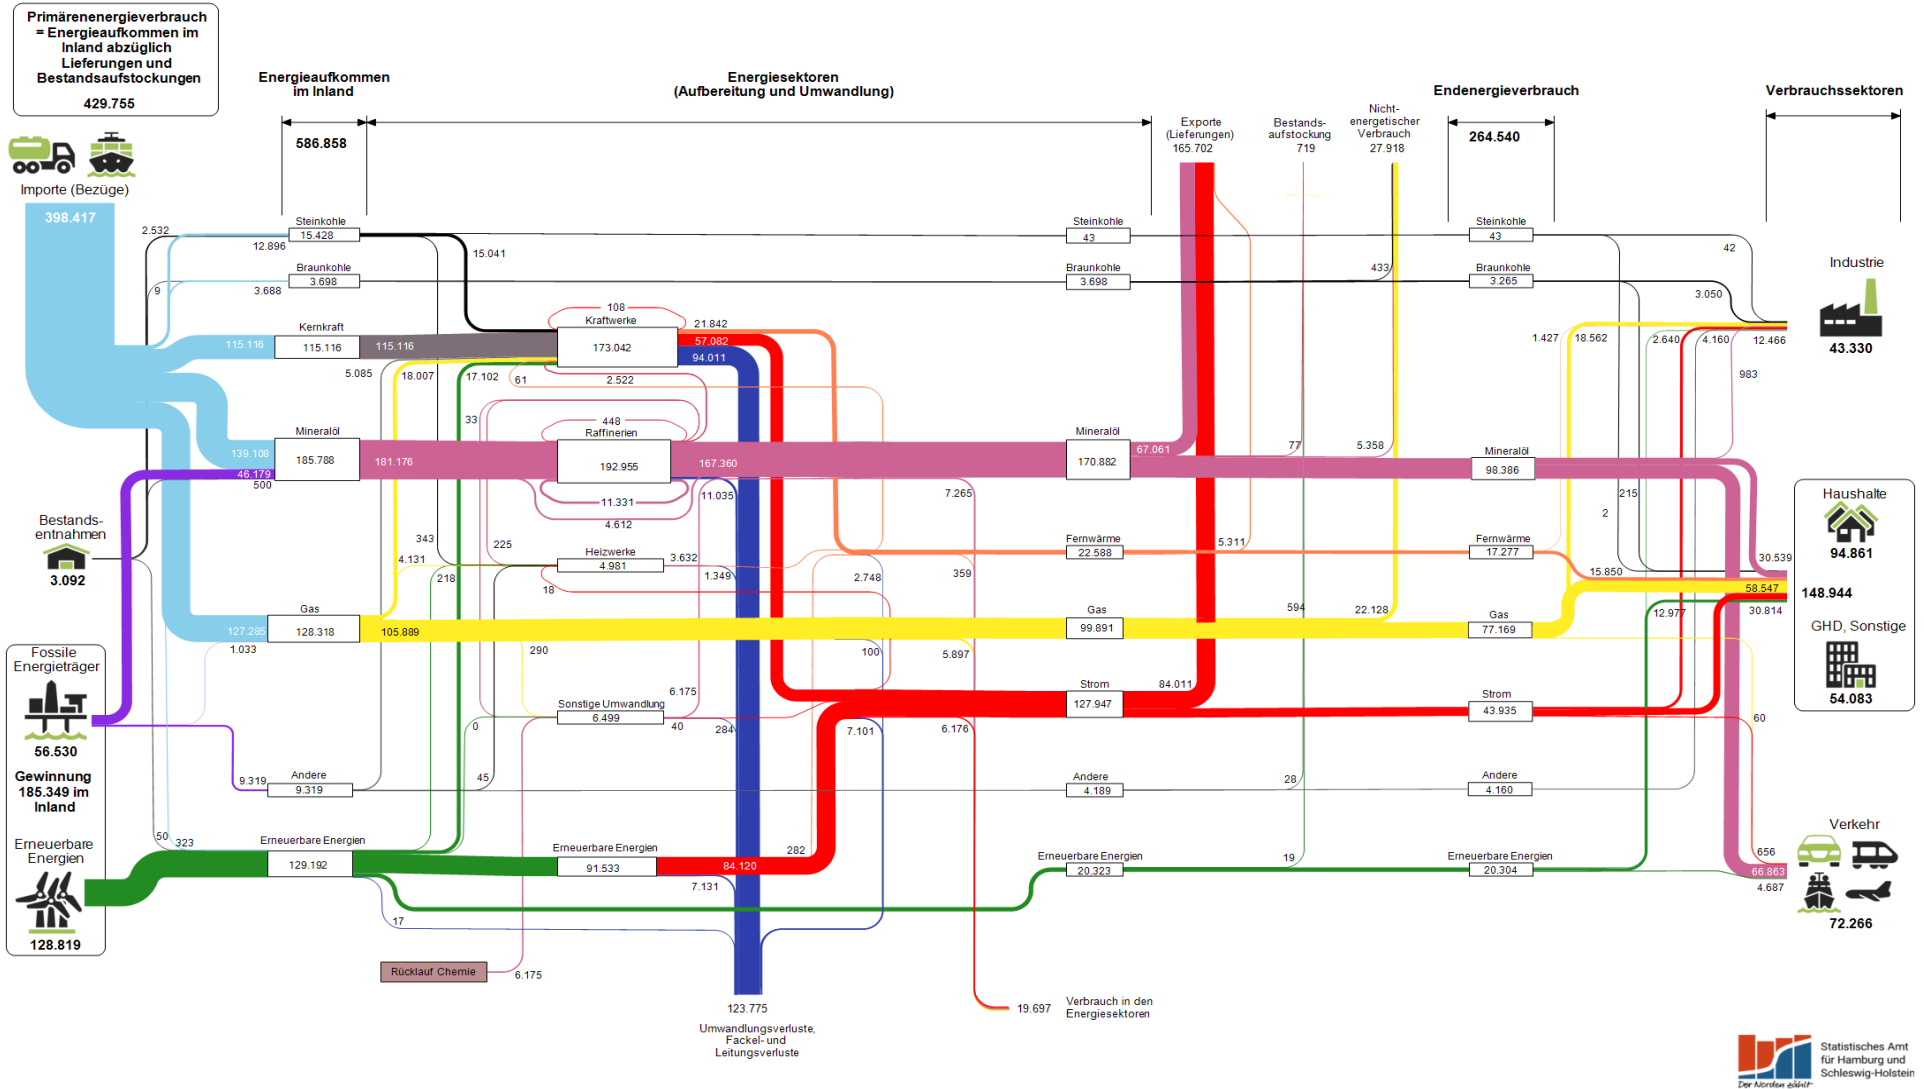 Primärenenergieverbrauch
= Energieaufkommen im
Inland abzüglich
Lieferungen und
Bestandsaufstockungen
429.755
Energieaufkommen
im Inland
586.858
Energiesektoren
(Aufbereitung und Umwandlung)
Endenergieverbrauch
264.540
Verbrauchssektoren
Exporte
(Lieferungen)
165.702
Bestands-
aufstockung
719
Nicht-
energetischer
Verbrauch
27.918
Importe (Bezüge)
398.417
2.532
12.896
Steinkohle
15.428
15.041
Steinkohle
43
Steinkohle
43
42
9
3.688
Braunkohle
3.698
Braunkohle
3.698
433
Braunkohle
3.265
3.050
Industrie
43.330
115.116
Kernkraft
115.116
115.116
108
Kraftwerke
173.042
21.842
57.082
94.011
1.427
18.562
2.640
4.160
12.466
983
5.085
18.007
17.102
61
2.522
33
448
Raffinerien
192.955
139.108
46.179
500
Mineralöl
185.788
181.176
167.360
11.331
11.035
4.612
7.265
Mineralöl
170.882
67.061
77
5.358
Mineralöl
98.386
215
2
Bestands-
entnahmen
3.092
343
4.131
218
225
Heizwerke
4.981
3.632
1.349
18
2.748
359
Fernwärme
22.588
5.311
Fernwärme
17.277
15.850
30.539
58.547
30.814
12.977
Haushalte
94.861
148.944
GHD, Sonstige
54.083
127.285
1.033
Gas
128.318
105.889
290
100
5.897
Gas
99.891
594
22.128
Gas
77.169
60
Fossile
Energieträger
56.530
Gewinnung
185.349 im
Inland
Erneuerbare
Energien
128.819
0
Sonstige Umwandlung
6.499
6.175
40
284
7.101
6.176
Strom
127.947
84.011
Strom
43.935
9.319
Andere
9.319
45
Andere
4.189
28
Andere
4.160
50
323
Erneuerbare Energien
129.192
17
Erneuerbare Energien
91.533
84.120
7.131
282
Erneuerbare Energien
20.323
19
Erneuerbare Energien
20.304
Verkehr
656
66.863
4.687
72.266
Rücklauf Chemie
6.175
123.775
Umwandlungsverluste,
Fackel- und
Leitungsverluste
19.697
Verbrauch in den
Energiesektoren
Statistisches Amt
für Hamburg und
Schleswig-Holstein
Der Norden zählt